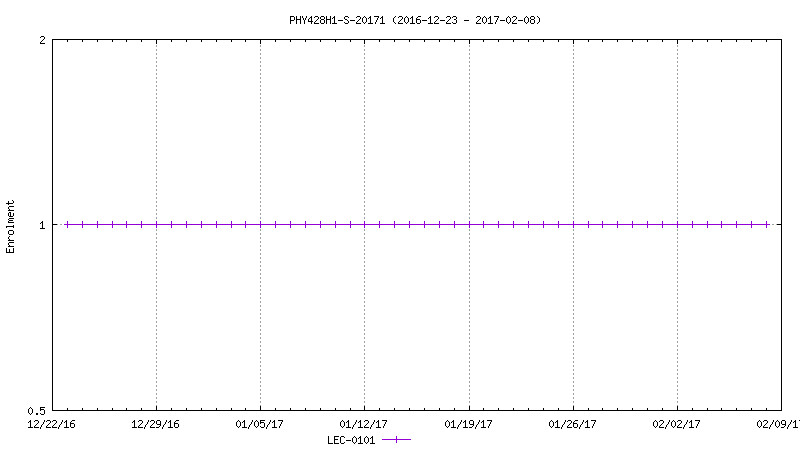 PHY428H1-S-20171 (2016-12-23 - 2017-02-08)
2
1
0.5
Enrolment
12/22/16 12/29/16 01/05/17 01/12/17 01/19/17 01/26/17 02/02/17 02/09/1
LEC-0101